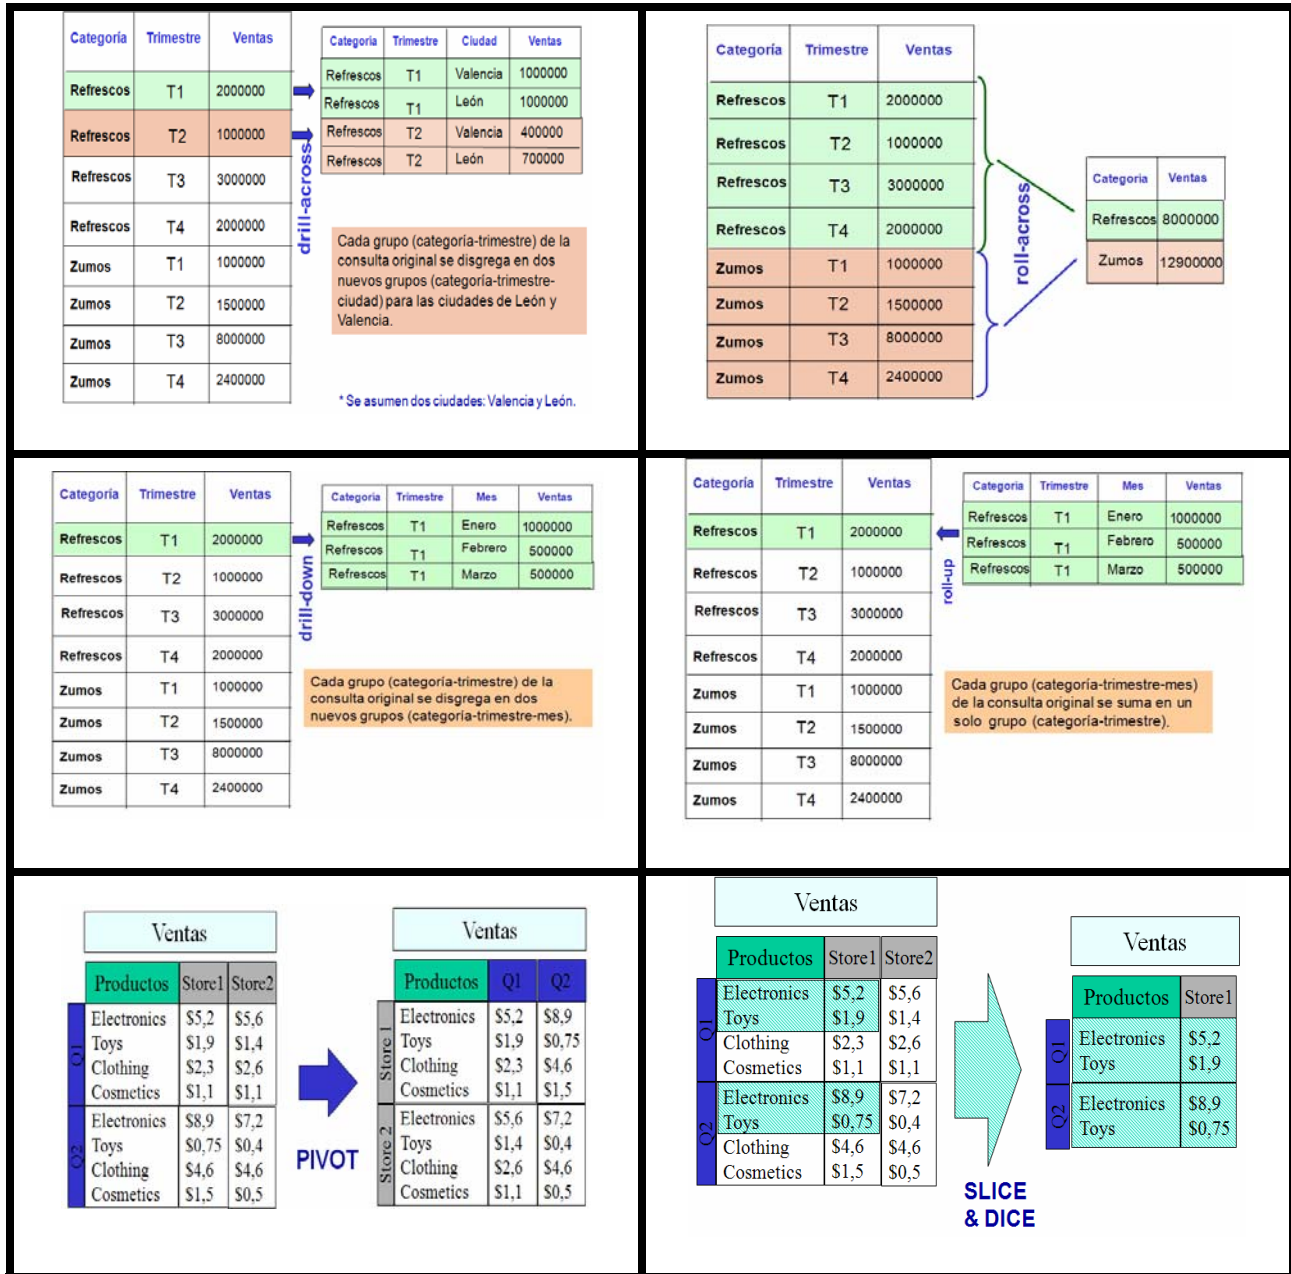 Categoría Trimestre Ventas
Refrescos T1 2000000
Refrescos T2 1000000
Refrescos T3 3000000
Refrescos T4 2000000
Zumos T1 1000000
Zumos T2 1500000
Zumos T3 8000000
Zumos T4 2400000
drill-across
Categoria Trimestre Ciudad Ventas
Refrescos T1 Valencia 1000000
Refrescos T1 León 1000000
Refrescos T2 Valencia 400000
Refrescos T2 León 700000
Cada grupo (categoría-trimestre) de la
consulta original se disgrega en dos
nuevos grupos (categoría-trimestre-
ciudad) para las ciudades de León y
Valencia.
* Se asumen dos ciudades: Valencia y León.
Categoría Trimestre Ventas
Refrescos T1 2000000
Refrescos T2 1000000
Refrescos T3 3000000
Refrescos T4 2000000
Zumos T1 1000000
Zumos T2 1500000
Zumos T3 8000000
Zumos T4 2400000
roll-across
Categoria Ventas
Refrescos 8000000
Zumos 12900000
Categoría Trimestre Ventas
Refrescos T1 2000000
Refrescos T2 1000000
Refrescos T3 3000000
Refrescos T4 2000000
Zumos T1 1000000
Zumos T2 1500000
Zumos T3 8000000
Zumos T4 2400000
drill-down
Categoria Trimestre Mes Ventas
Refrescos T1 Enero 1000000
Refrescos T1 Febrero 500000
Refrescos T1 Marzo 500000
Cada grupo (categoría-trimestre) de la
consulta original se disgrega en dos
nuevos grupos (categoría-trimestre-mes).
Categoría Trimestre Ventas
Refrescos T1 2000000
Refrescos T2 1000000
Refrescos T3 3000000
Refrescos T4 2000000
Zumos T1 1000000
Zumos T2 1500000
Zumos T3 8000000
Zumos T4 2400000
roll-up
Categoria Trimestre Mes Ventas
Refrescos T1 Enero 1000000
Refrescos T1 Febrero 500000
Refrescos T1 Marzo 500000
Cada grupo (categoría-trimestre-mes)
de la consulta original se suma en un
solo grupo (categoría-trimestre).
Ventas
Productos Store1 Store2
Q1
Electronics $5,2 $5,6
Toys $1,9 $1,4
Clothing $2,3 $2,6
Cosmetics $1,1 $1,1
Q2
Electronics $8,9 $7,2
Toys $0,75 $0,4
Clothing $4,6 $4,6
Cosmetics $1,5 $0,5
PIVOT
Ventas
Productos Q1 Q2
Store 1
Electronics $5,2 $8,9
Toys $1,9 $0,75
Clothing $2,3 $4,6
Cosmetics $1,1 $1,5
Store 2
Electronics $5,6 $7,2
Toys $1,4 $0,4
Clothing $2,6 $4,6
Cosmetics $1,1 $0,5
Ventas
Productos Store1 Store2
Q1
Electronics $5,2 $5,6
Toys $1,9 $1,4
Clothing $2,3 $2,6
Cosmetics $1,1 $1,1
Q2
Electronics $8,9 $7,2
Toys $0,75 $0,4
Clothing $4,6 $4,6
Cosmetics $1,5 $0,5
SLICE
& DICE
Ventas
Productos Store1
Q1
Electronics $5,2
Toys $1,9
Q2
Electronics $8,9
Toys $0,75